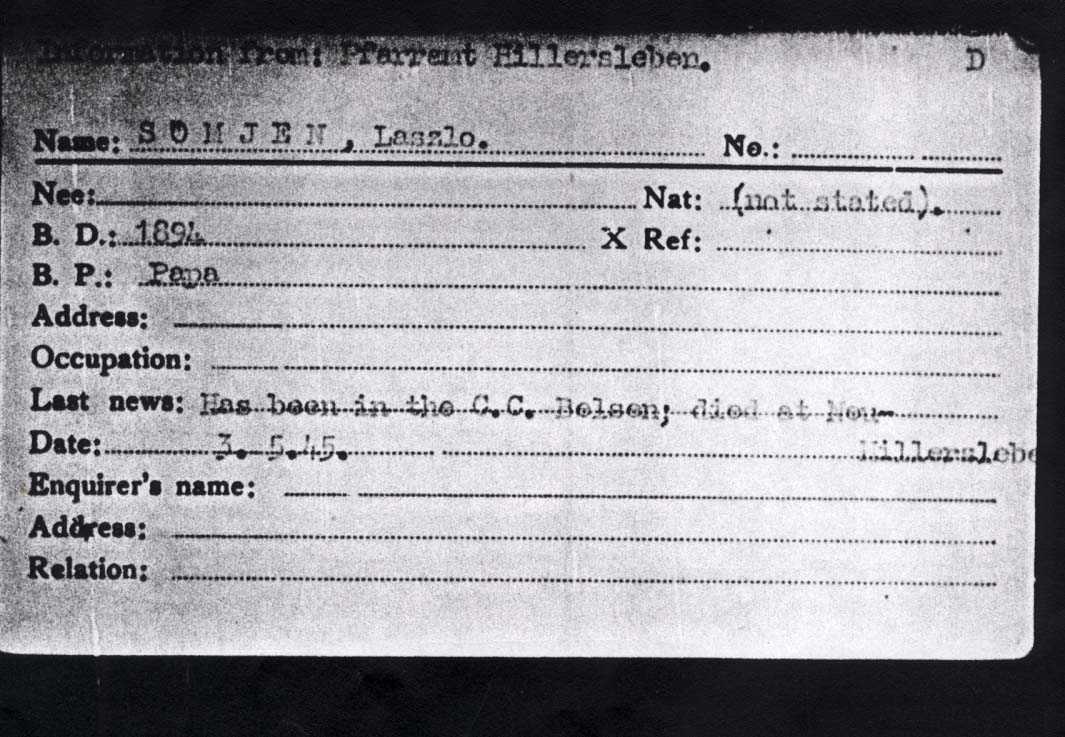 Information from: Pfarramt Hillersleben. D
Name: S O M J E N , Laszlo. No.:
Nee: Nat: (not stated).
B. D.: 1894 X Ref:
B. P.: Papa
Address:
Occupation:
Last news: Has been in the C.C. Belsen; died at Neu-
Date: 3. 5.45. Hillerslebe
Enquirer's name:
Address:
Relation: